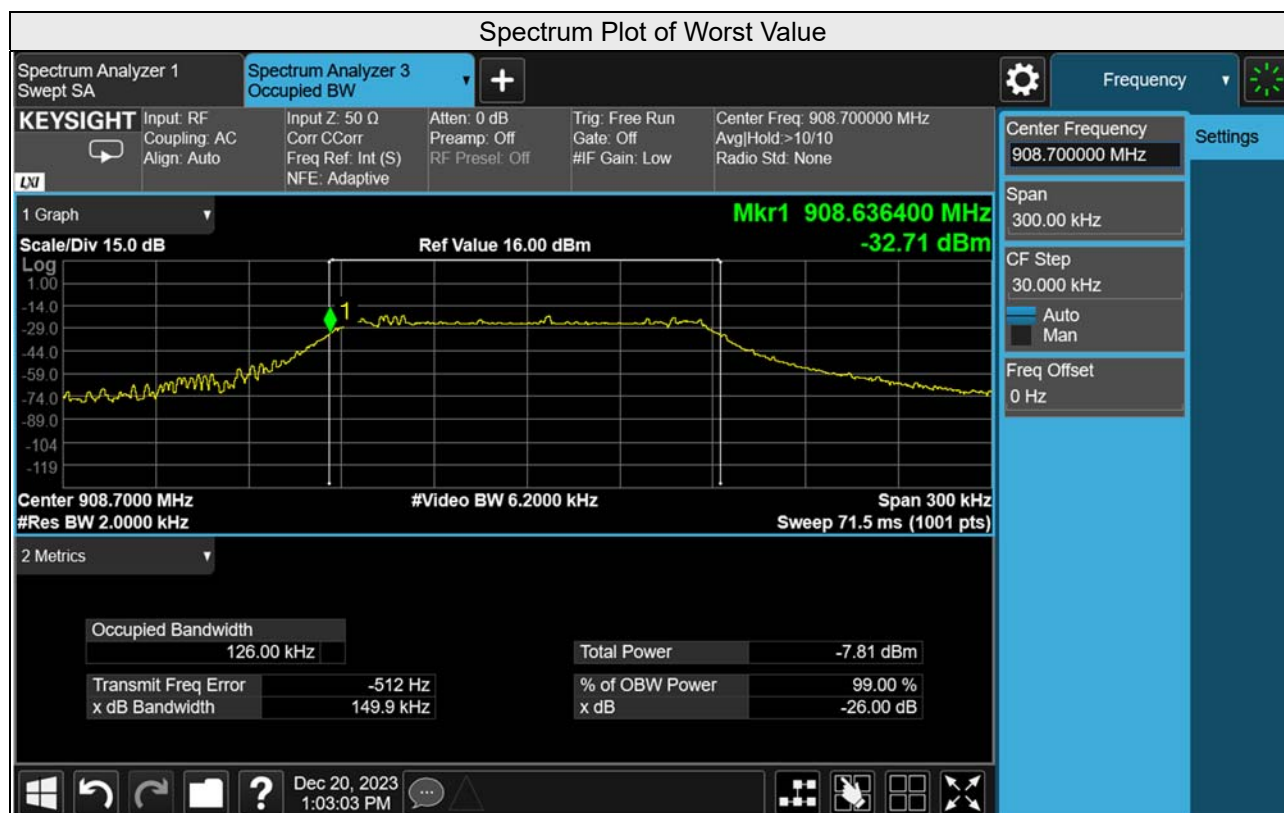 Spectrum Plot of Worst Value
Spectrum Analyzer 1
Swept SA
Spectrum Analyzer 3
Occupied BW
Frequency
KEYSIGHT
LXI
Input: RF
Coupling: AC
Align: Auto
Input Z: 50 Ω
Corr CCorr
Freq Ref: Int (S)
NFE: Adaptive
Atten: 0 dB
Preamp: Off
RF Presel: Off
Trig: Free Run
Gate: Off
#IF Gain: Low
Center Freq: 908.700000 MHz
Avg|Hold:>10/10
Radio Std: None
Center Frequency
908.700000 MHz
Settings
Span
300.00 kHz
CF Step
30.000 kHz
Auto
Man
Freq Offset
0 Hz
1 Graph
Mkr1 908.636400 MHz
Scale/Div 15.0 dB
Ref Value 16.00 dBm
-32.71 dBm
Log
1.00
-14.0
-29.0
-44.0
-59.0
-74.0
-89.0
-104
-119
1
Center 908.7000 MHz
#Video BW 6.2000 kHz
Span 300 kHz
#Res BW 2.0000 kHz
Sweep 71.5 ms (1001 pts)
2 Metrics
Occupied Bandwidth
126.00 kHz
Total Power -7.81 dBm
Transmit Freq Error -512 Hz
% of OBW Power 99.00 %
x dB Bandwidth 149.9 kHz
x dB -26.00 dB
?
Dec 20, 2023
1:03:03 PM